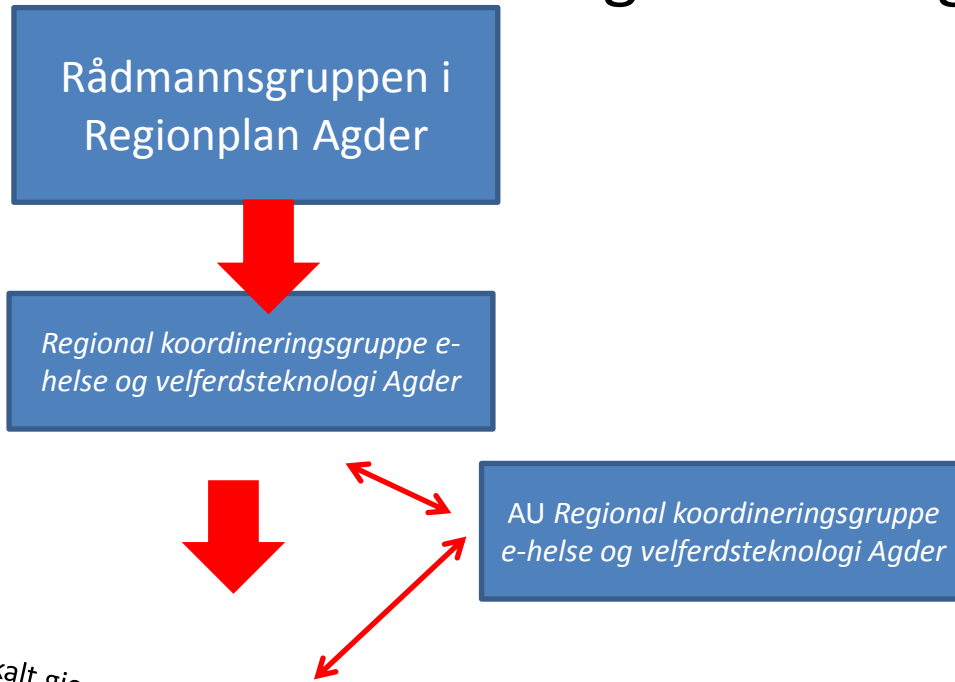 Rådmannsgruppen i
Regionplan Agder
Regional koordineringsgruppe e-
helse og velferdsteknologi Agder
AU Regional koordineringsgruppe
e-helse og velferdsteknologi Agder